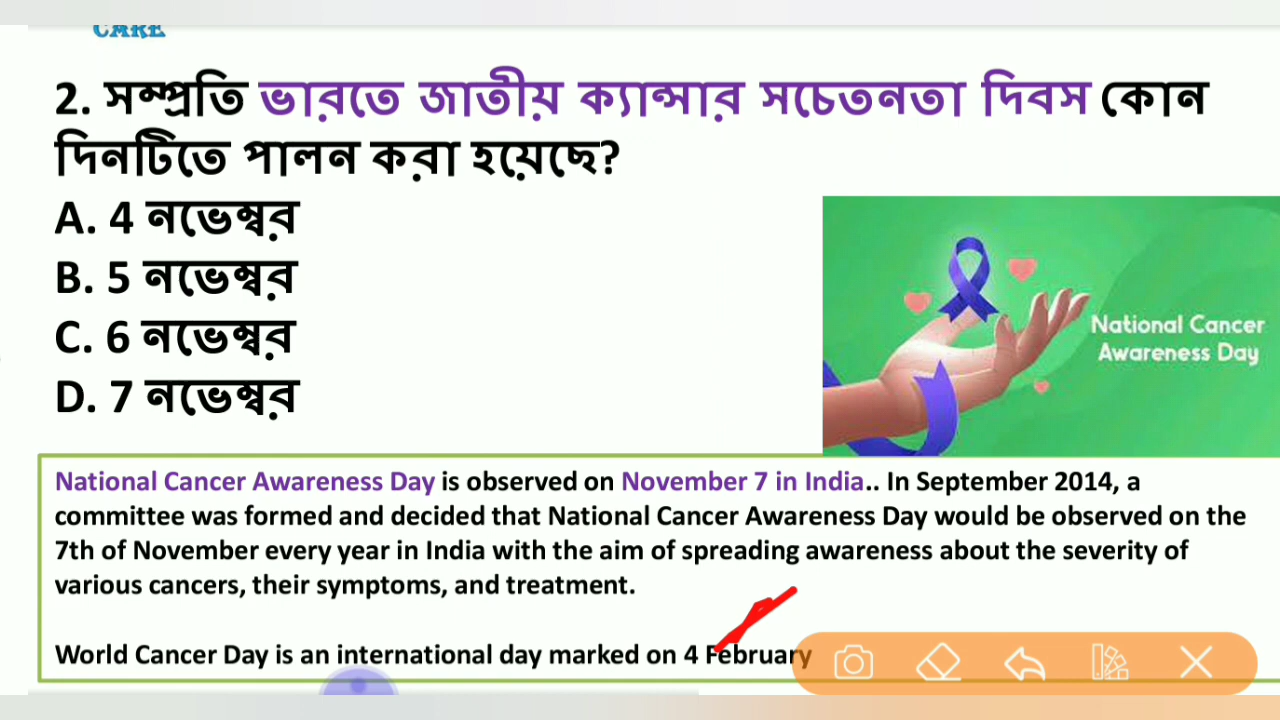 CARE
2. সম্প্রতি ভারতে জাতীয় ক্যান্সার সচেতনতা দিবস কোন
দিনটিতে পালন করা হয়েছে?
A. 4 নভেম্বর
B. 5 নভেম্বর
C. 6 নভেম্বর
D. 7 নভেম্বর
National Cancer
Awareness Day
National Cancer Awareness Day is observed on November 7 in India.. In September 2014, a
committee was formed and decided that National Cancer Awareness Day would be observed on the
7th of November every year in India with the aim of spreading awareness about the severity of
various cancers, their symptoms, and treatment.
World Cancer Day is an international day marked on 4 February